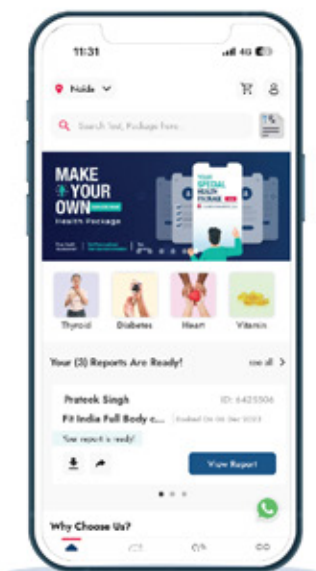 11:31
4G
Noida
Search Test, Package here..
MAKE
YOUR
OWN
Health Package
YOUR
SPECIAL
HEALTH
PACKAGE
Thyroid Diabetes Heart Vitamin
Your (3) Reports Are Ready! see all
Prateek Singh ID: 6425506
Fit India Full Body c...
Your report is ready!
View Report
Why Choose Us?